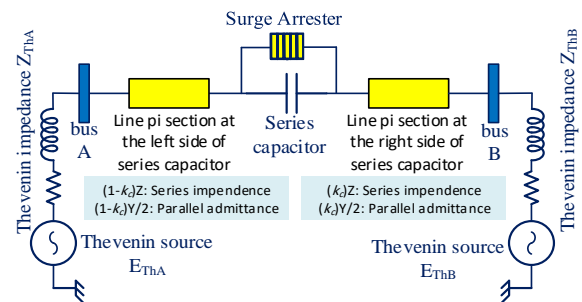 Surge Arrester
Thevenin impedance Z_ThA
bus
A
Line pi section at
the left side of
series capacitor
Series
capacitor
Line pi section at
the right side of
series capacitor
bus
B
Thevenin impedance Z_ThB
(1-k_c)Z: Series impendence
(1-k_c)Y/2: Parallel admittance
(k_c)Z: Series impendence
(k_c)Y/2: Parallel admittance
Thevenin source
E_ThA
Thevenin source
E_ThB